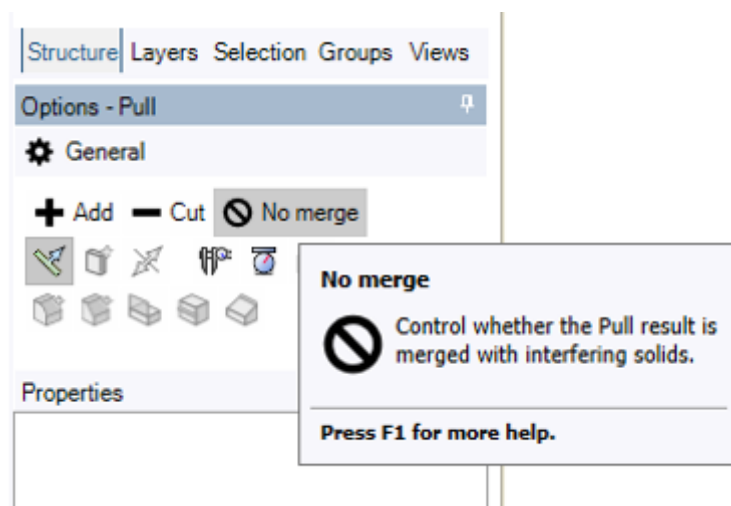 Structure Layers Selection Groups Views
Options - Pull
General
Add Cut No merge
No merge
Control whether the Pull result is
merged with interfering solids.
Properties
Press F1 for more help.